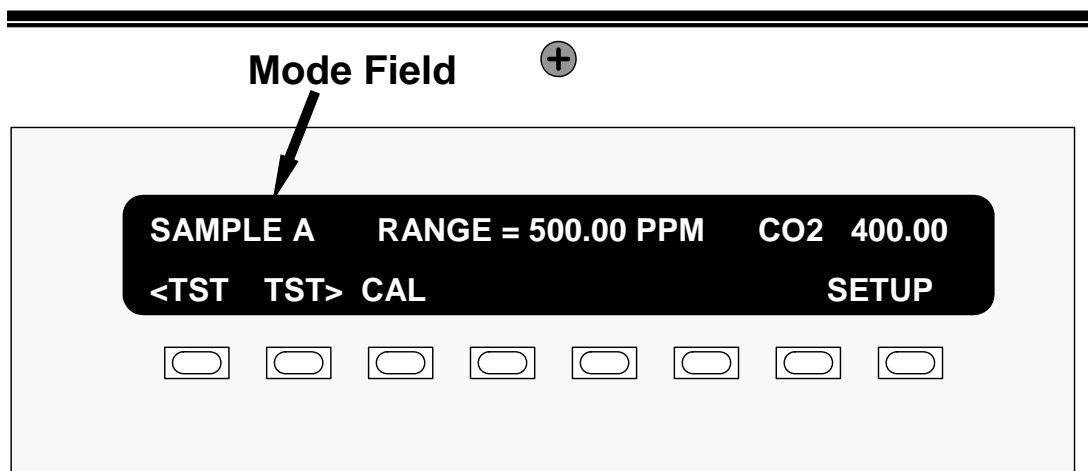 Mode Field
SAMPLE A RANGE = 500.00 PPM CO2 400.00
<TST TST> CAL SETUP